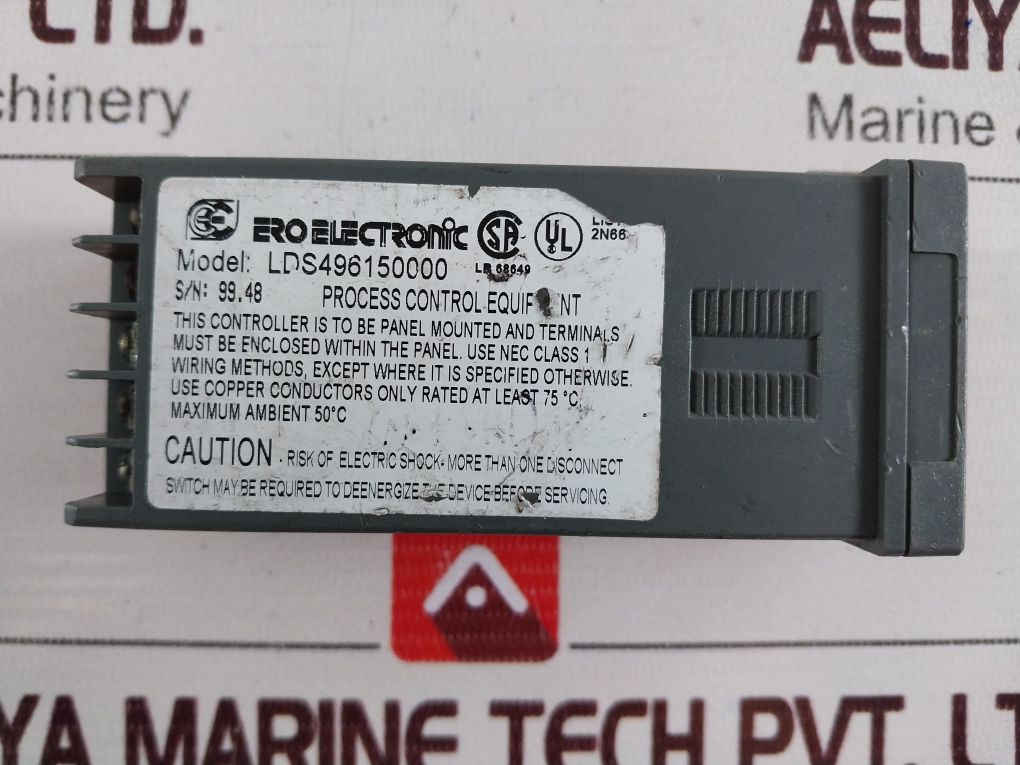 LTD.
AELIYA
chinery
Marine &
ERO ELECTRONIC SA UL
2N66
Model: LDS496150000 LR 68649
S/N: 99.48 PROCESS CONTROL
THIS CONTROLLER IS TO BE PANEL MOUNTED AND TERMINALS
MUST BE ENCLOSED WITHIN THE PANEL. USE NEC CLASS 1
WIRING METHODS, EXCEPT WHERE IT IS SPECIFIED OTHERWISE.
USE COPPER CONDUCTORS ONLY RATED AT LEAST 75 °C
MAXIMUM AMBIENT 50°C
CAUTION - RISK OF ELECTRIC SHOCK- MORE THAN ONE DISCONNECT
SWITCH MAY BE REQUIRED TO DEENERGIZE THE DEVICE BEFORE SERVICING.
YA MARINE TECH PVT. LT